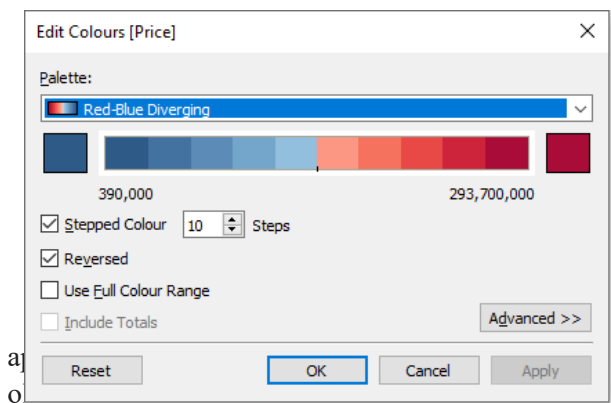 Edit Colours [Price]
Palette:
Red-Blue Diverging
390,000 293,700,000
Stepped Colour 10 Steps
Reversed
Use Full Colour Range
Include Totals
Advanced >>
Reset OK Cancel Apply